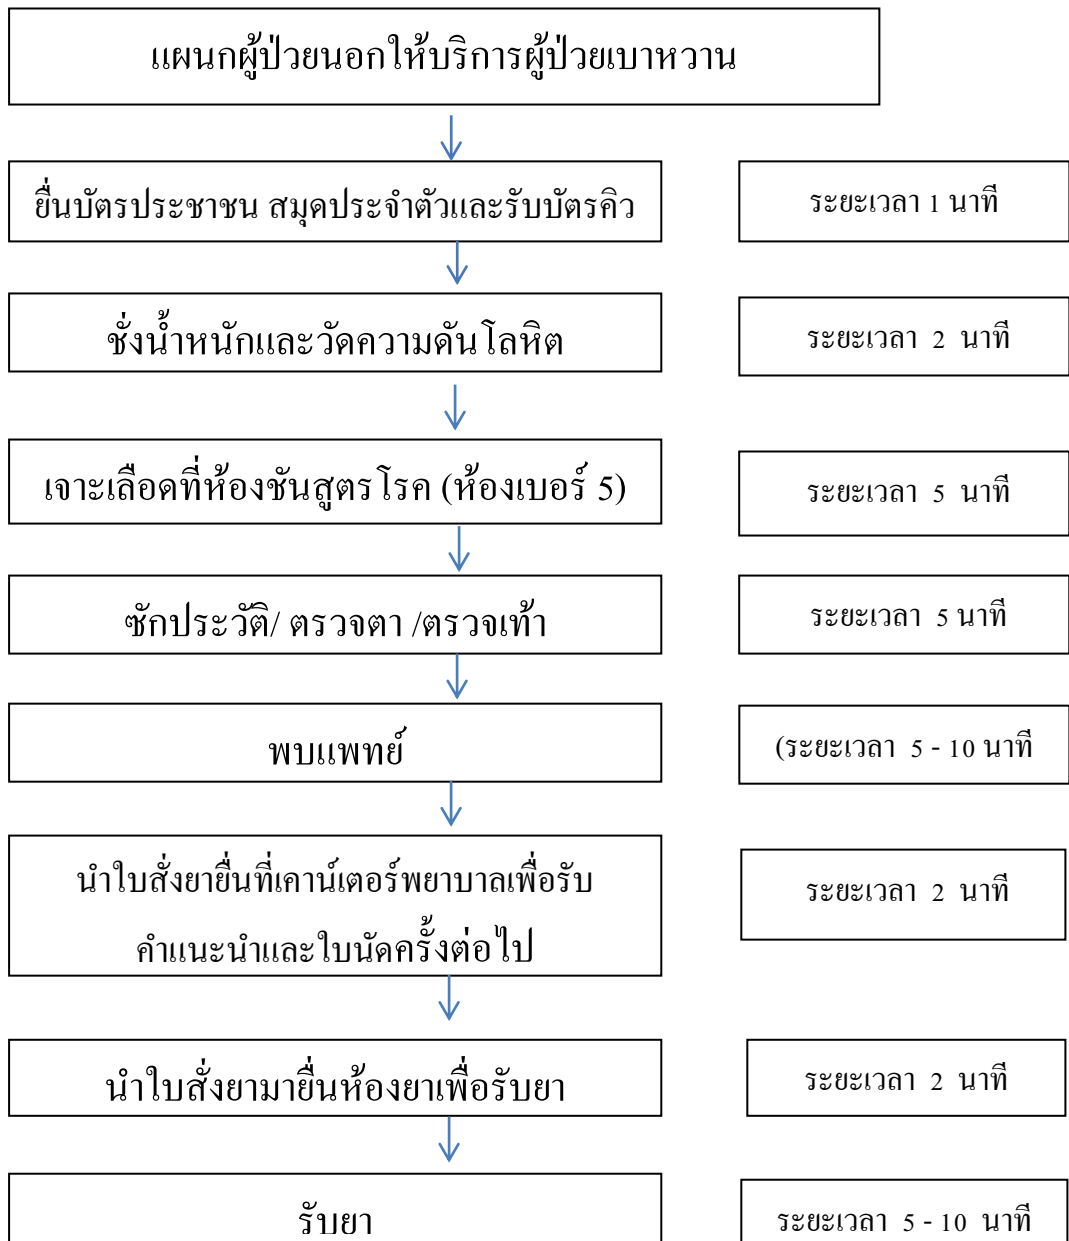 แผนกผู้ป่วยนอกให้บริการผู้ป่วยเบาหวาน
ยื่นบัตรประชาชน สมุดประจำตัวและรับบัตรคิว
ระยะเวลา 1 นาที
ชั่งน้ำหนักและวัดความดันโลหิต
ระยะเวลา 2 นาที
เจาะเลือดที่ห้องชันสูตรโรค (ห้องเบอร์ 5)
ระยะเวลา 5 นาที
ซักประวัติ/ ตรวจตา /ตรวจเท้า
ระยะเวลา 5 นาที
พบแพทย์
(ระยะเวลา 5 - 10 นาที
นำใบสั่งยายื่นที่เคาน์เตอร์พยาบาลเพื่อรับ
คำแนะนำและใบนัดครั้งต่อไป
ระยะเวลา 2 นาที
นำใบสั่งยามายื่นห้องยาเพื่อรับยา
ระยะเวลา 2 นาที
รับยา
ระยะเวลา 5 - 10 นาที